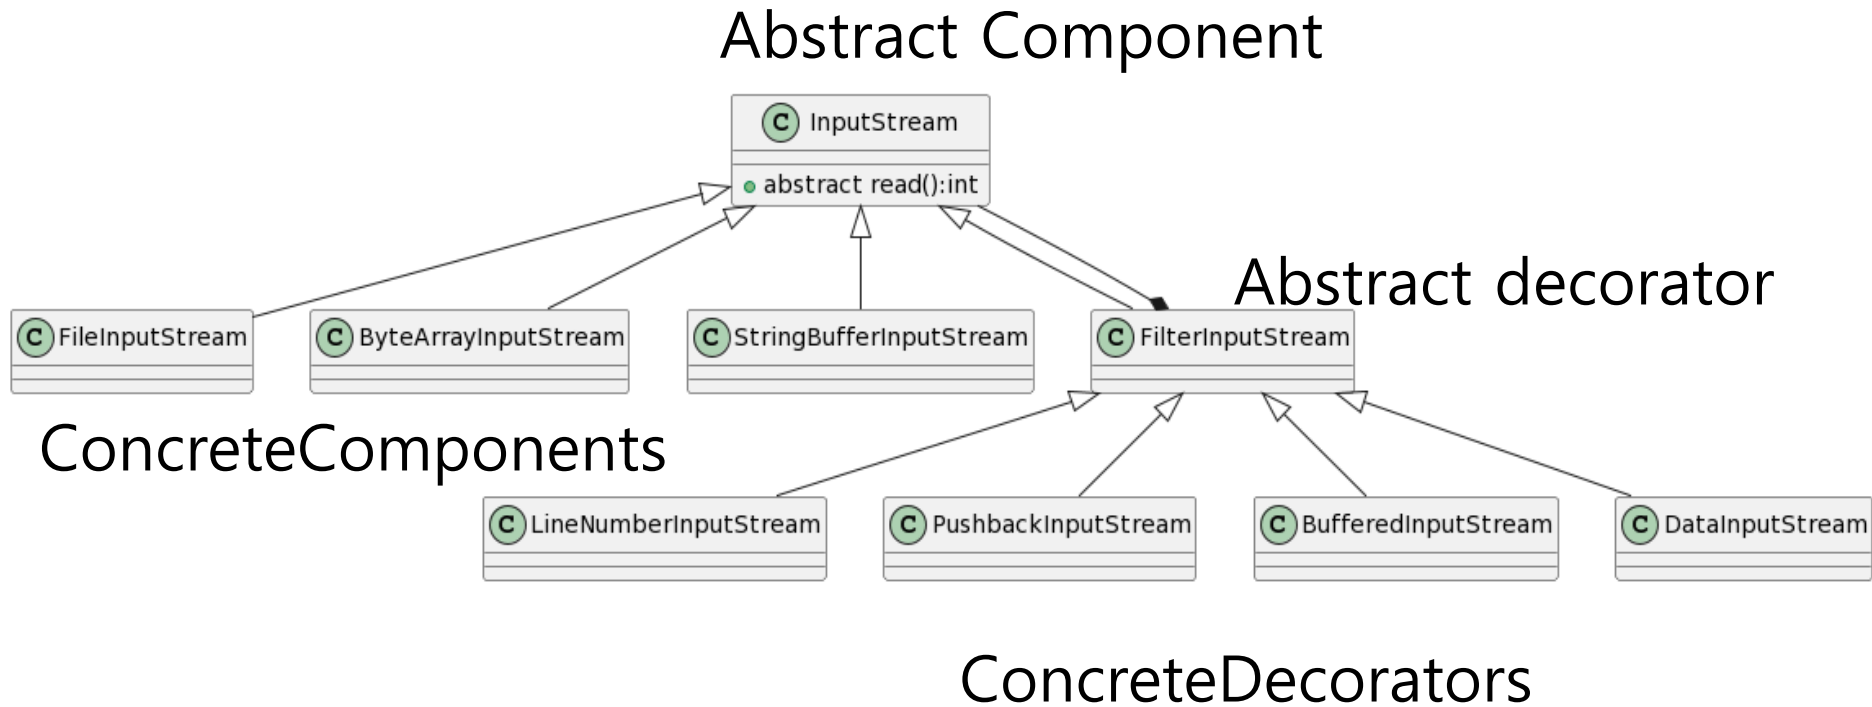 Abstract Component
C InputStream
abstract read():int
Abstract decorator
C FileInputStream
C ByteArrayInputStream
C StringBufferInputStream
C FilterInputStream
ConcreteComponents
C LineNumberInputStream
C PushbackInputStream
C BufferedInputStream
C DataInputStream
ConcreteDecorators